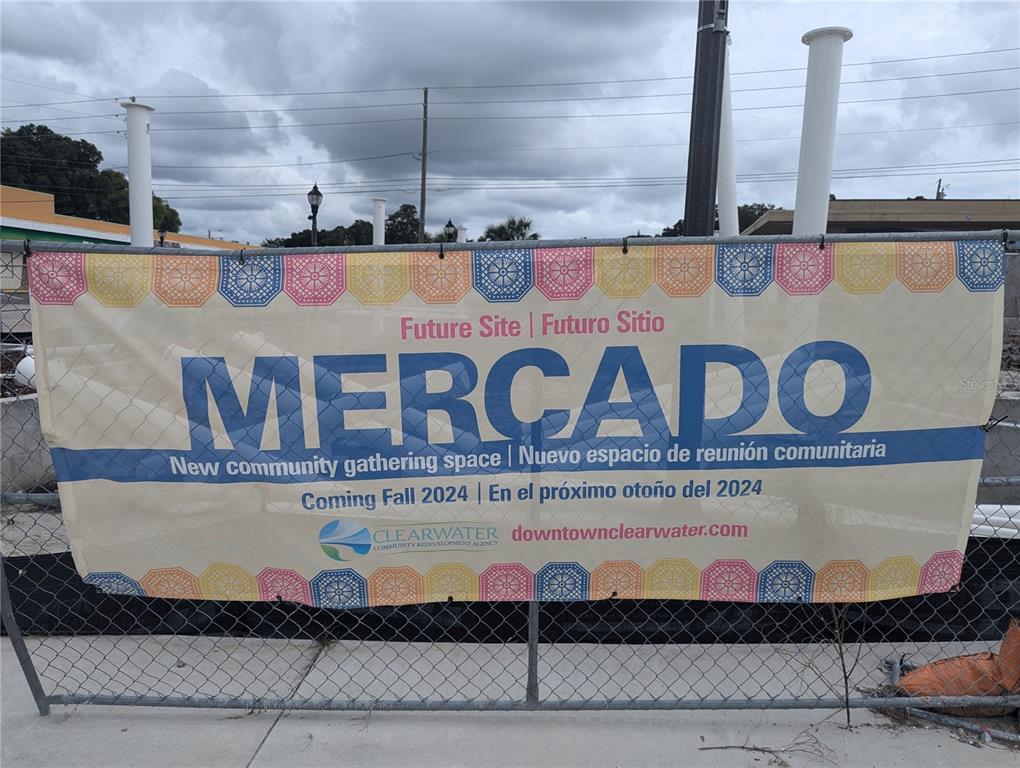 Future Site | Futuro Sitio
MERCADO
New community gathering space | Nuevo espacio de reunión comunitaria
Coming Fall 2024 | En el próximo otoño del 2024
CLEARWATER
COMMUNITY REDEVELOPMENT AGENCY
downtownclearwater.com